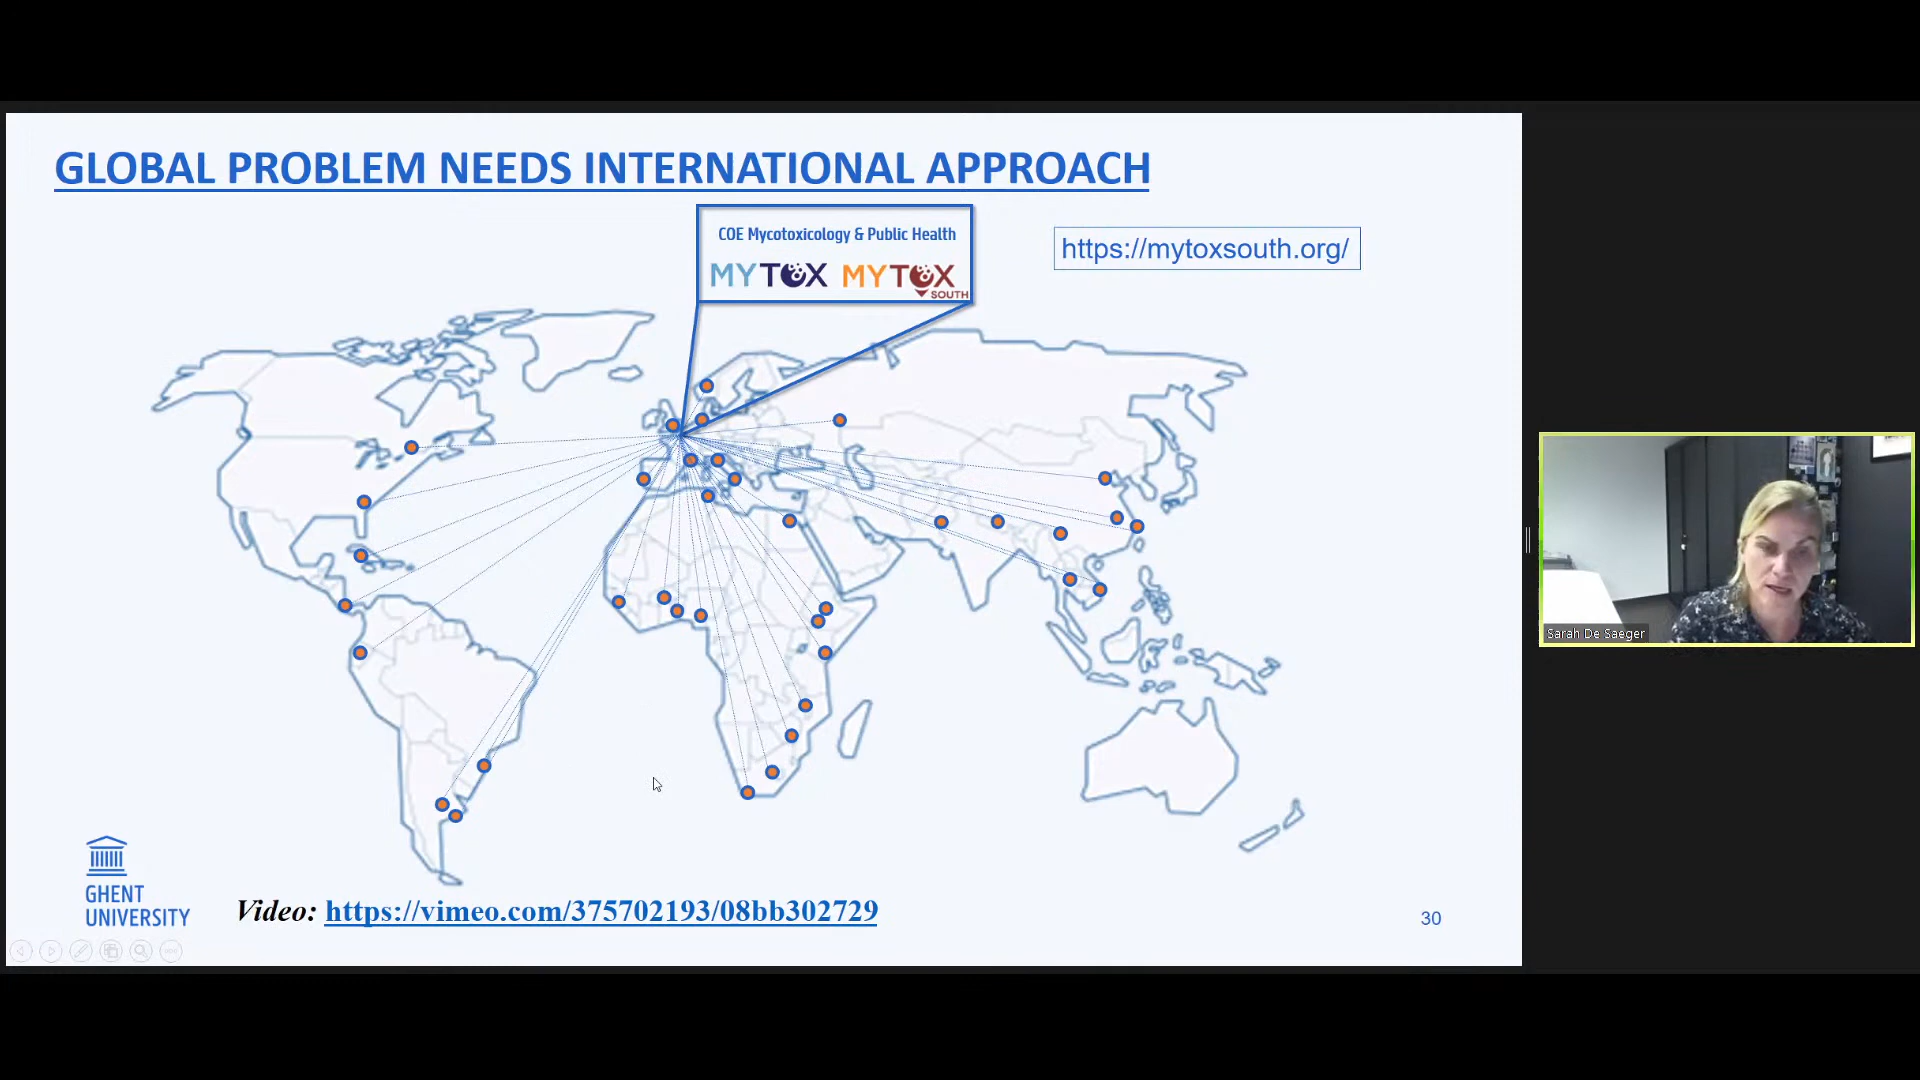 GLOBAL PROBLEM NEEDS INTERNATIONAL APPROACH
COE Mycotoxicology & Public Health
MYTOX MYTOX
SOUTH
https://mytoxsouth.org/
GHENT
UNIVERSITY
Video: https://vimeo.com/375702193/08bb302729
30
Sarah De Saeger